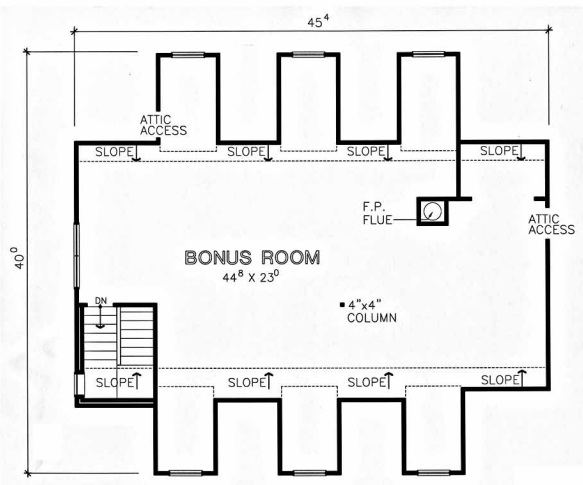 45⁴
ATTIC
ACCESS
SLOPE SLOPE SLOPE SLOPE
F.P.
FLUE
ATTIC
ACCESS
40⁰
BONUS ROOM
44⁸ X 23⁰
DN
4"x4"
COLUMN
SLOPE SLOPE SLOPE SLOPE